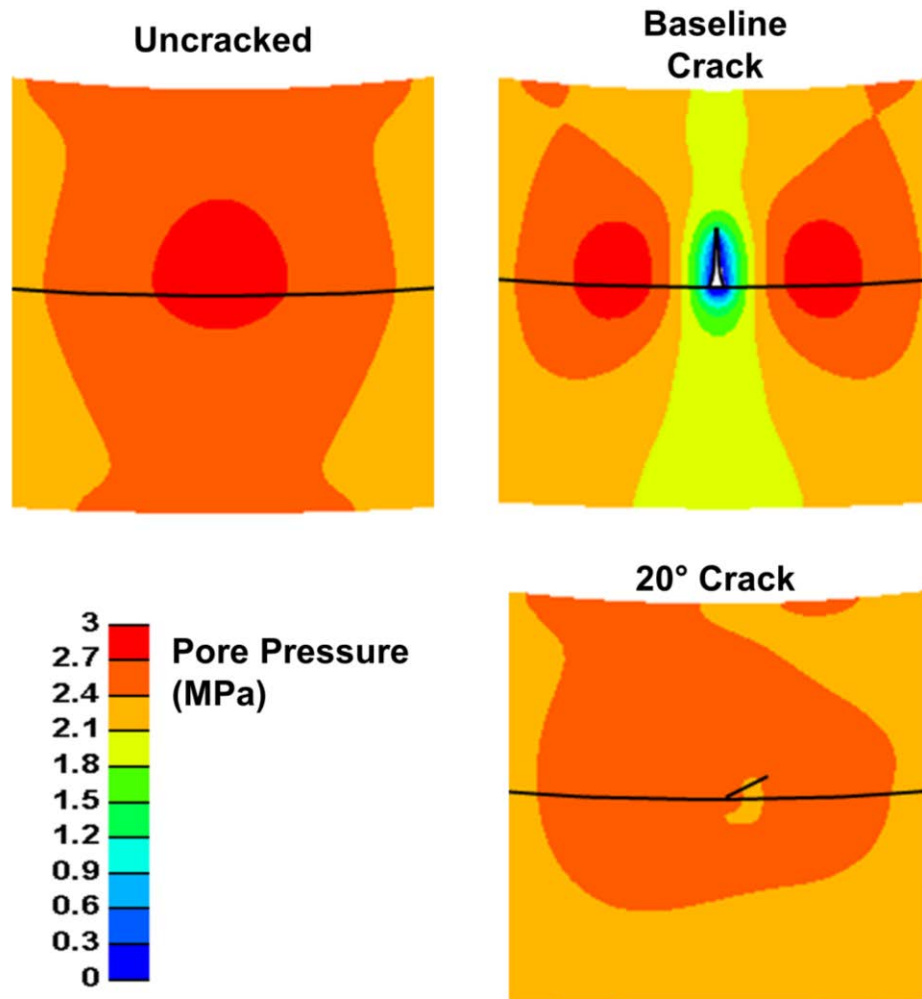 Uncracked
Baseline
Crack
20° Crack
3
2.7
2.4
2.1
1.8
1.5
1.2
0.9
0.6
0.3
0
Pore Pressure
(MPa)